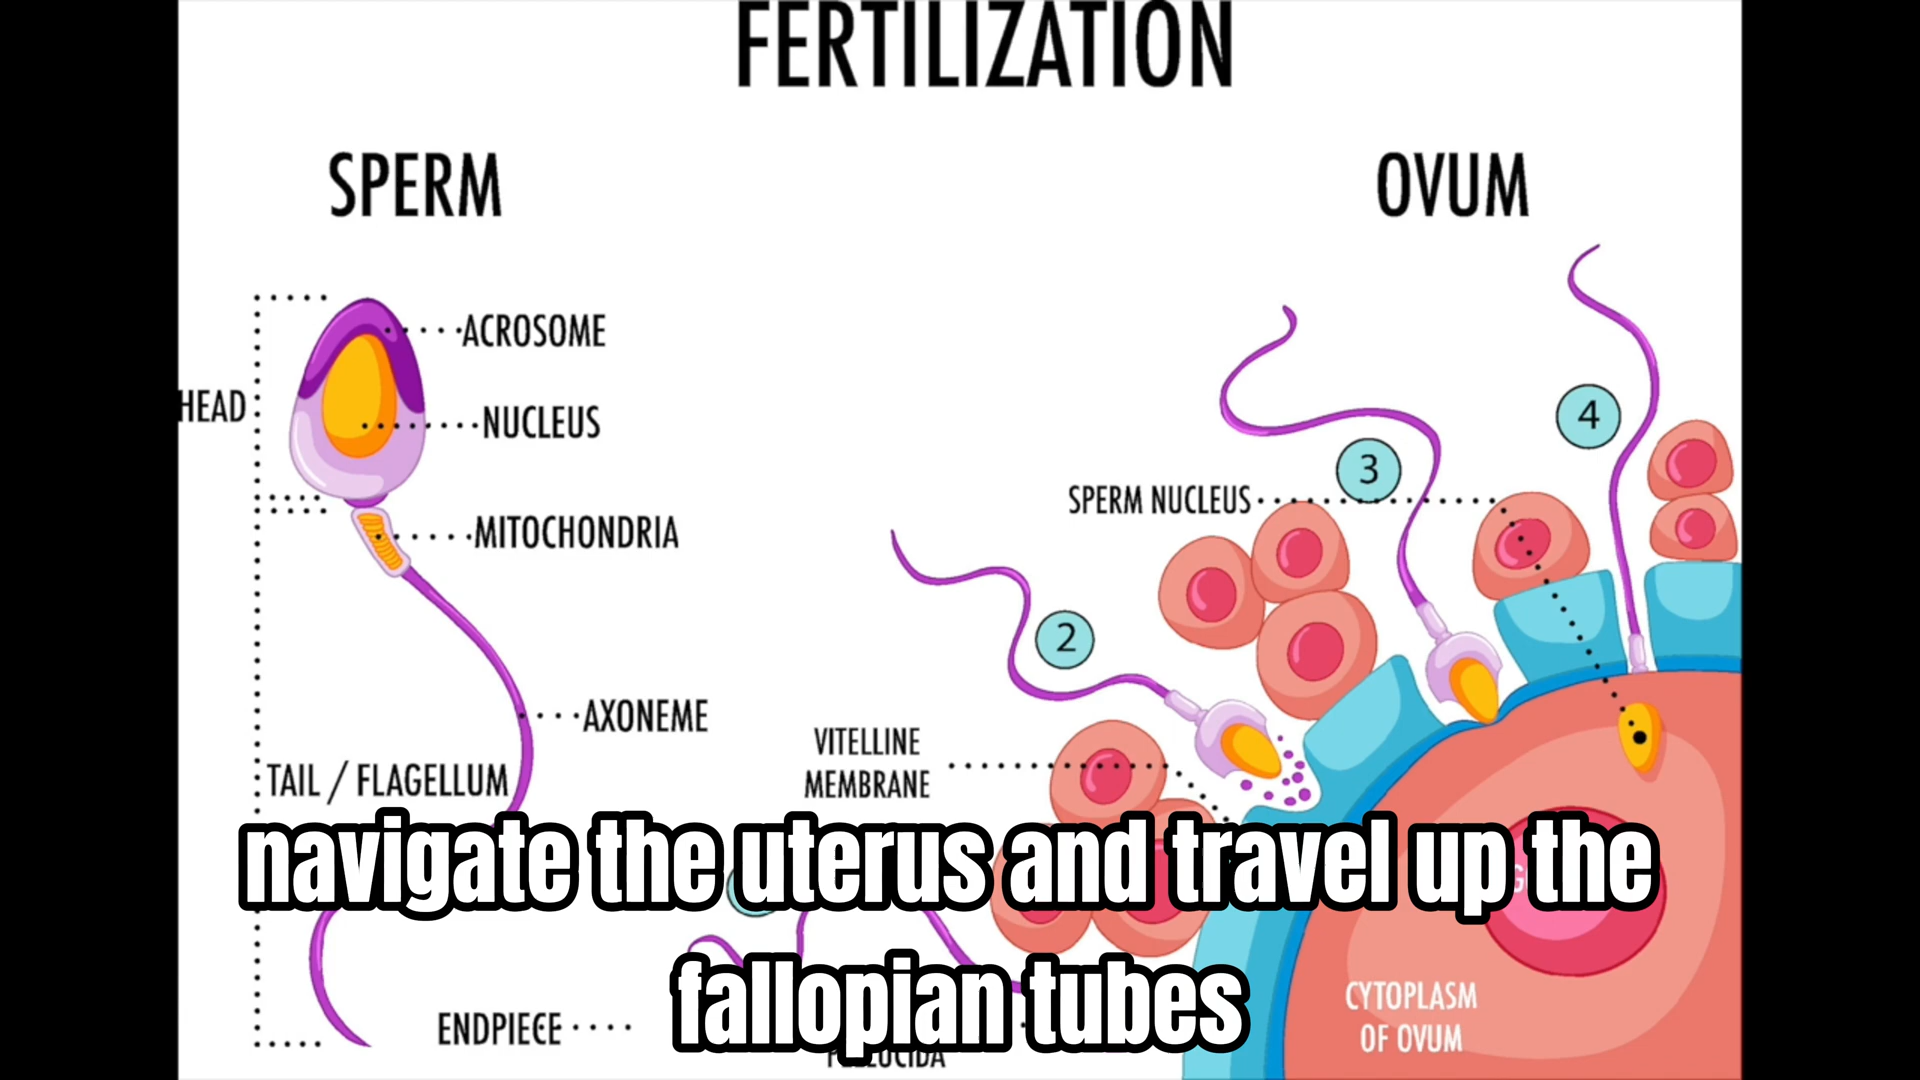 FERTILIZATION
SPERM
OVUM
ACROSOME
HEAD
NUCLEUS
MITOCHONDRIA
AXONEME
TAIL / FLAGELLUM
ENDPIECE
4
3
SPERM NUCLEUS
2
VITELLINE
MEMBRANE
CYTOPLASM
OF OVUM
navigate the uterus and travel up the
fallopian tubes